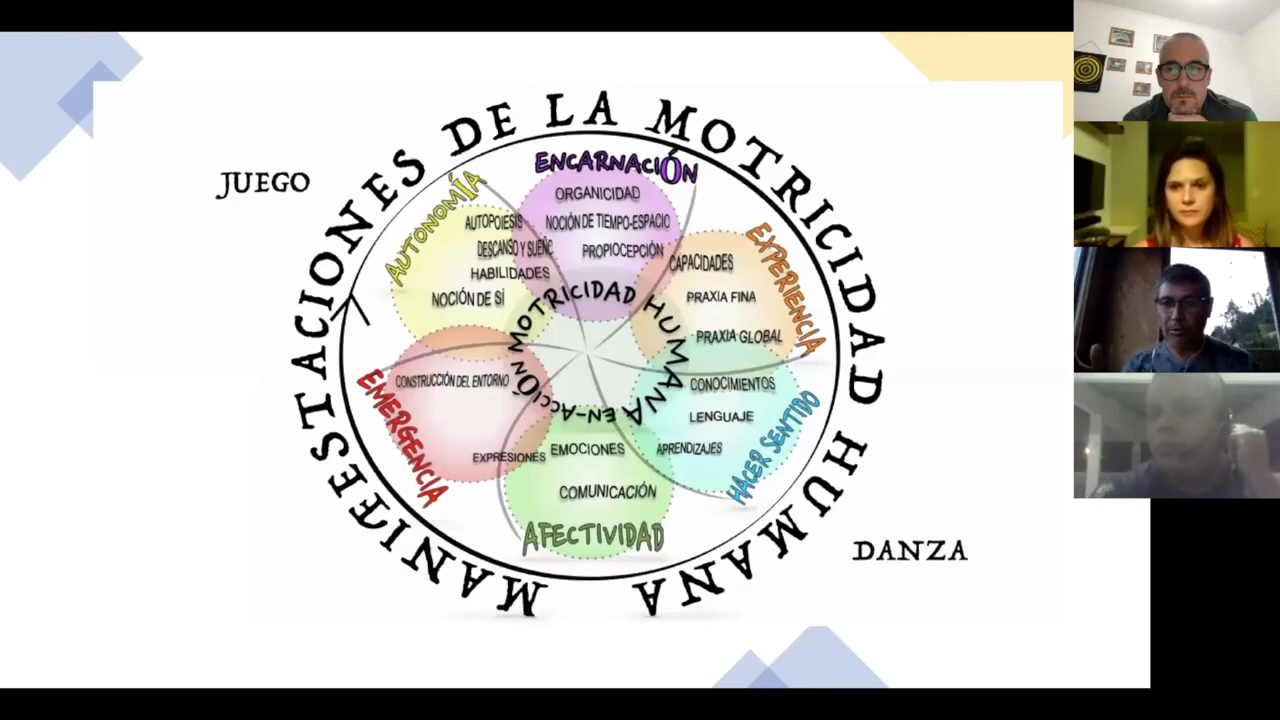 MANIFESTACIONES DE LA MOTRICIDAD HUMANA
JUEGO
DANZA
MOTRICIDAD HUMANA EN-ACCIÓN
ENCARNACIÓN
ORGANICIDAD
NOCIÓN DE TIEMPO-ESPACIO
PROPIOCEPCIÓN
EXPERIENCIA
CAPACIDADES
PRAXIA FINA
PRAXIA GLOBAL
HACER SENTIDO
CONOCIMIENTOS
LENGUAJE
APRENDIZAJES
AFECTIVIDAD
EMOCIONES
COMUNICACIÓN
EMERGENCIA
CONSTRUCCIÓN DEL ENTORNO
EXPRESIONES
AUTONOMÍA
AUTOPOIESIS
DESCANSO Y SUEÑO
HABILIDADES
NOCIÓN DE SÍ